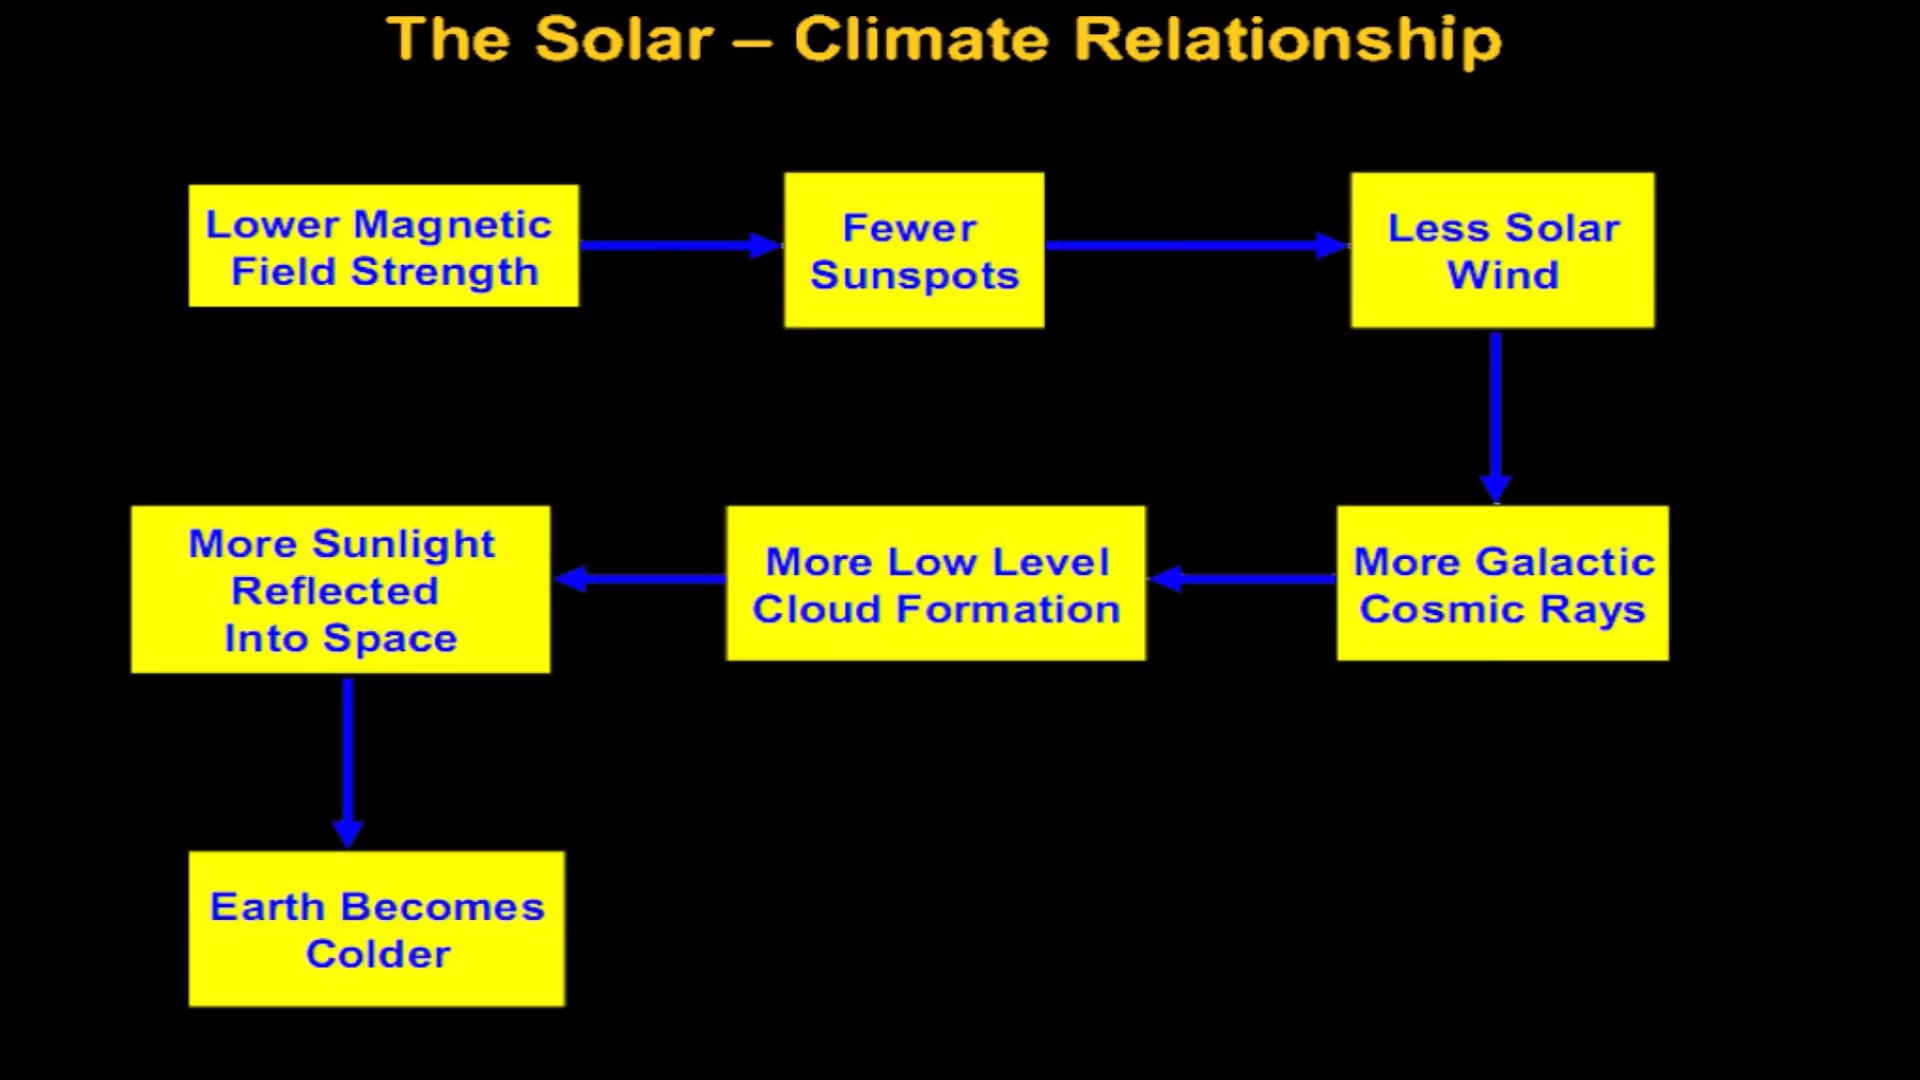 The Solar – Climate Relationship
Lower Magnetic
Field Strength
Fewer
Sunspots
Less Solar
Wind
More Galactic
Cosmic Rays
More Low Level
Cloud Formation
More Sunlight
Reflected
Into Space
Earth Becomes
Colder